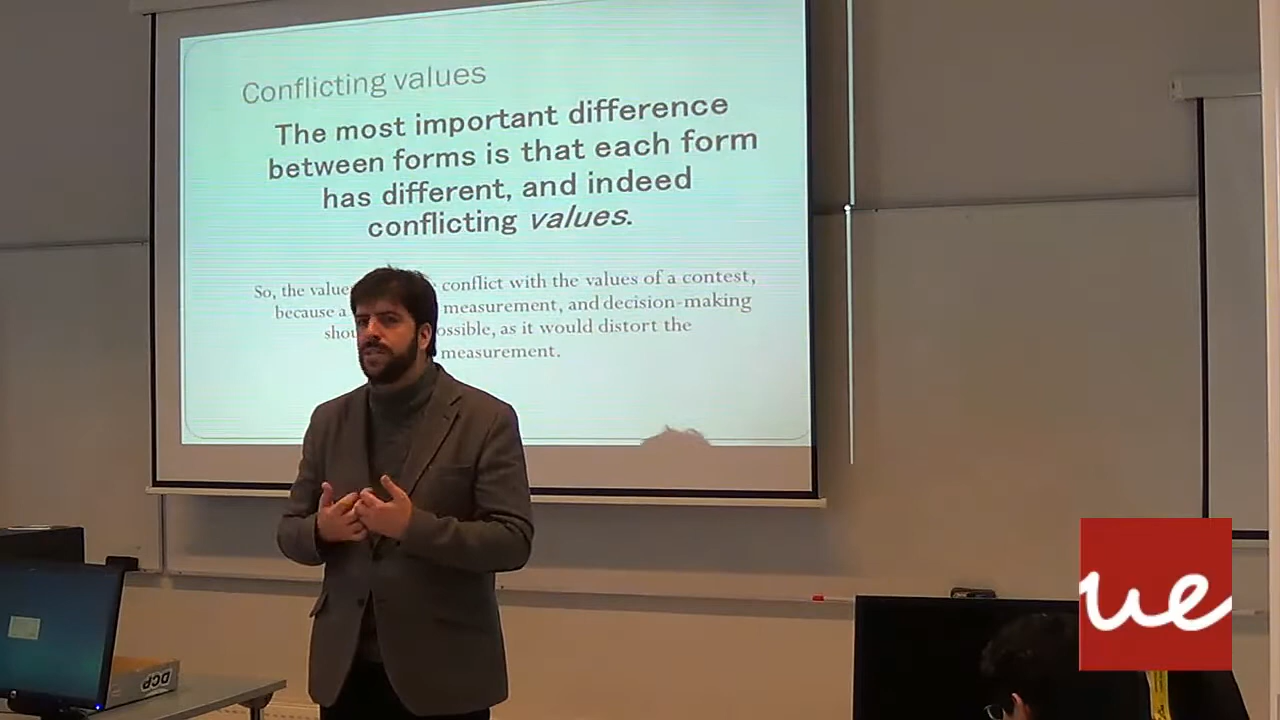 Conflicting values
The most important difference
between forms is that each form
has different, and indeed
conflicting values.
So, the value conflict with the values of a contest,
because a measurement, and decision-making
as it would distort the
measurement.
DCP
ue